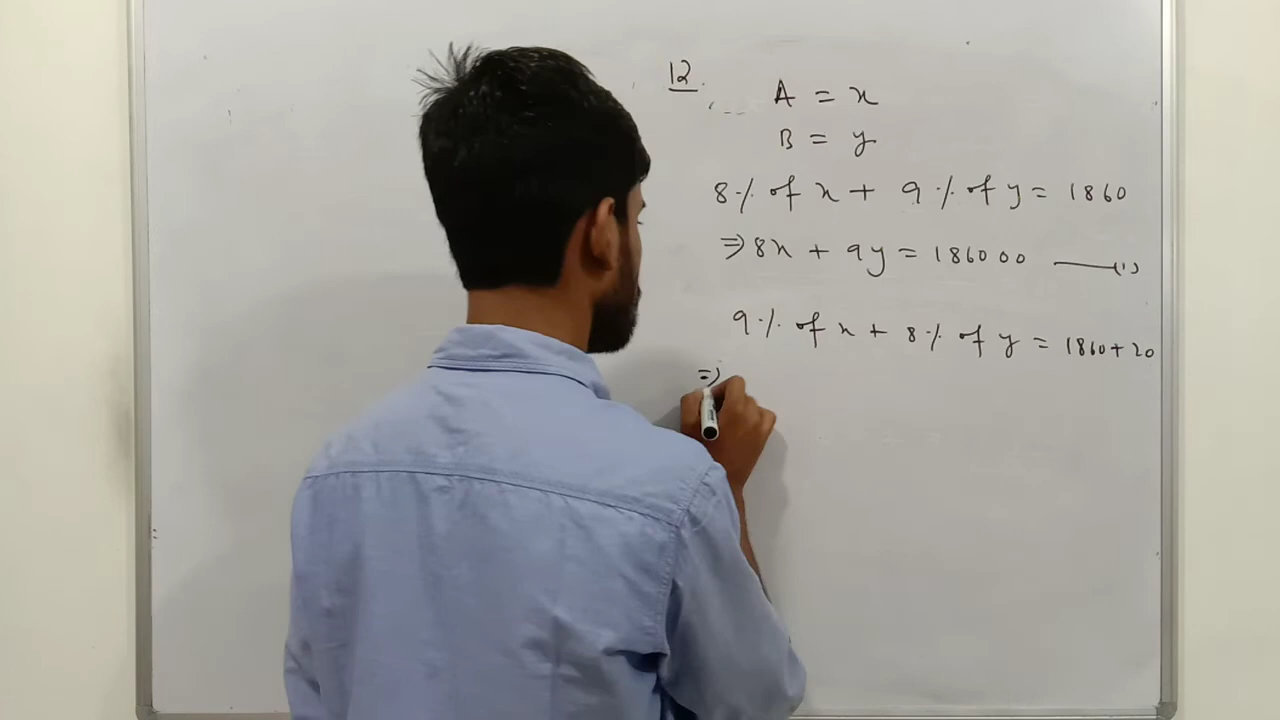 12.
A = x
B = y
8% of x + 9% of y = 1860
⇒ 8x + 9y = 186000 —(1)
9% of x + 8% of y = 1860+20
⇒